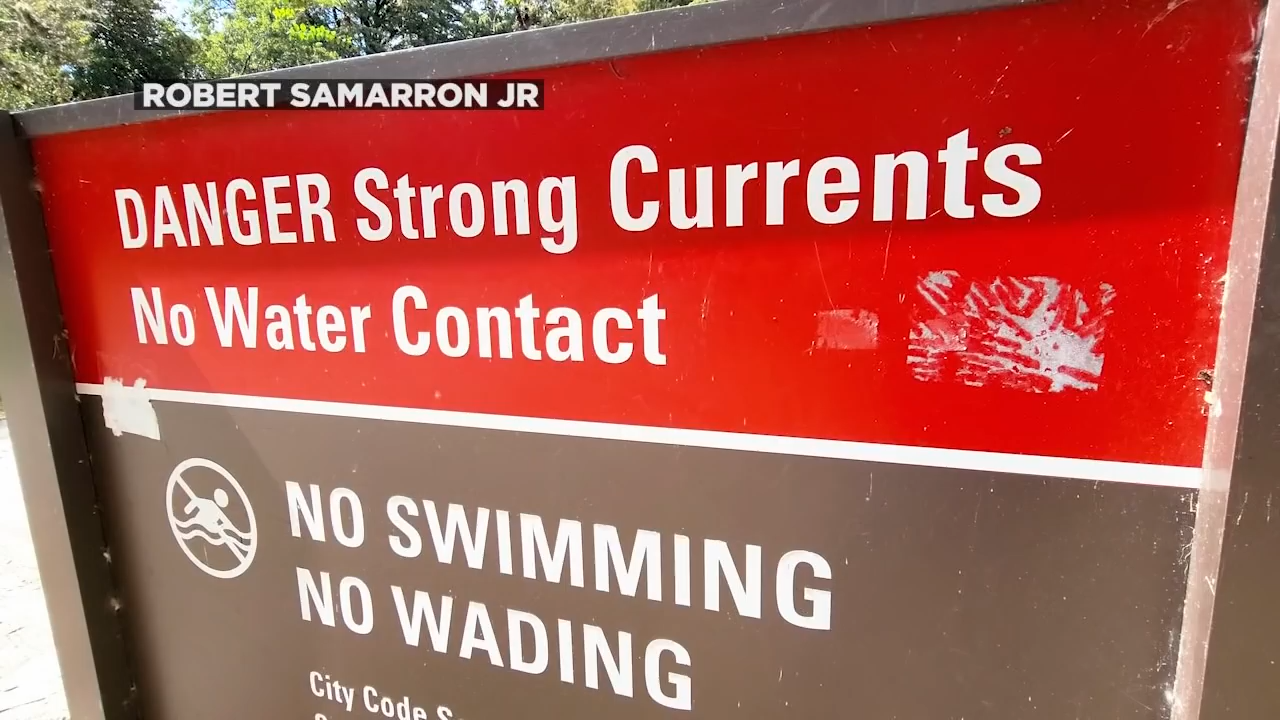 ROBERT SAMARRON JR
DANGER Strong Currents
No Water Contact
NO SWIMMING
NO WADING
City Code